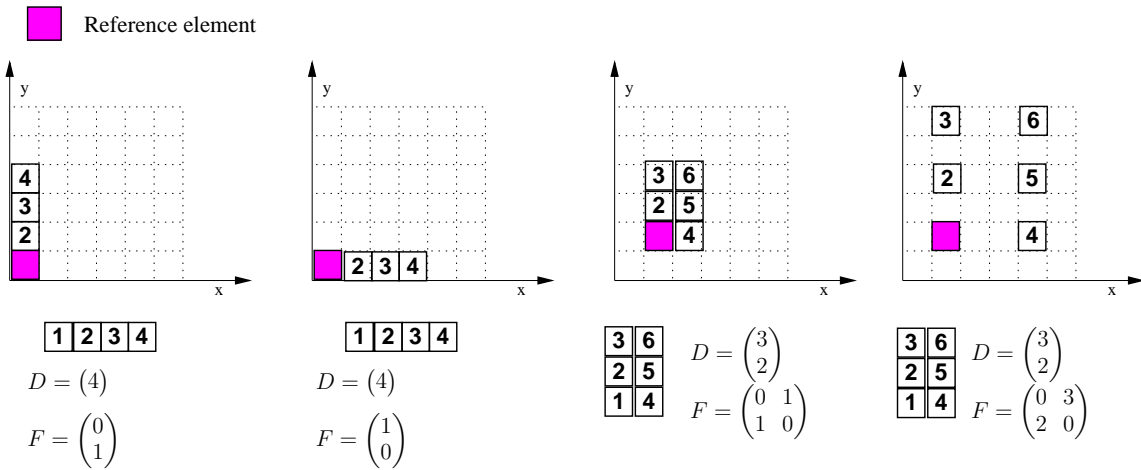 Reference element
y y y y
3 6
4 3 6
3 2 5 2 5
2 4 4
2 3 4
x x x x
1 2 3 4
1 2 3 4
3 6
2 5
1 4
D = (3 2)
3 6
2 5
1 4
D = (3 2)
D = (4)
D = (4)
F = (0 1 1 0)
F = (0 3 2 0)
F = (0 1)
F = (1 0)